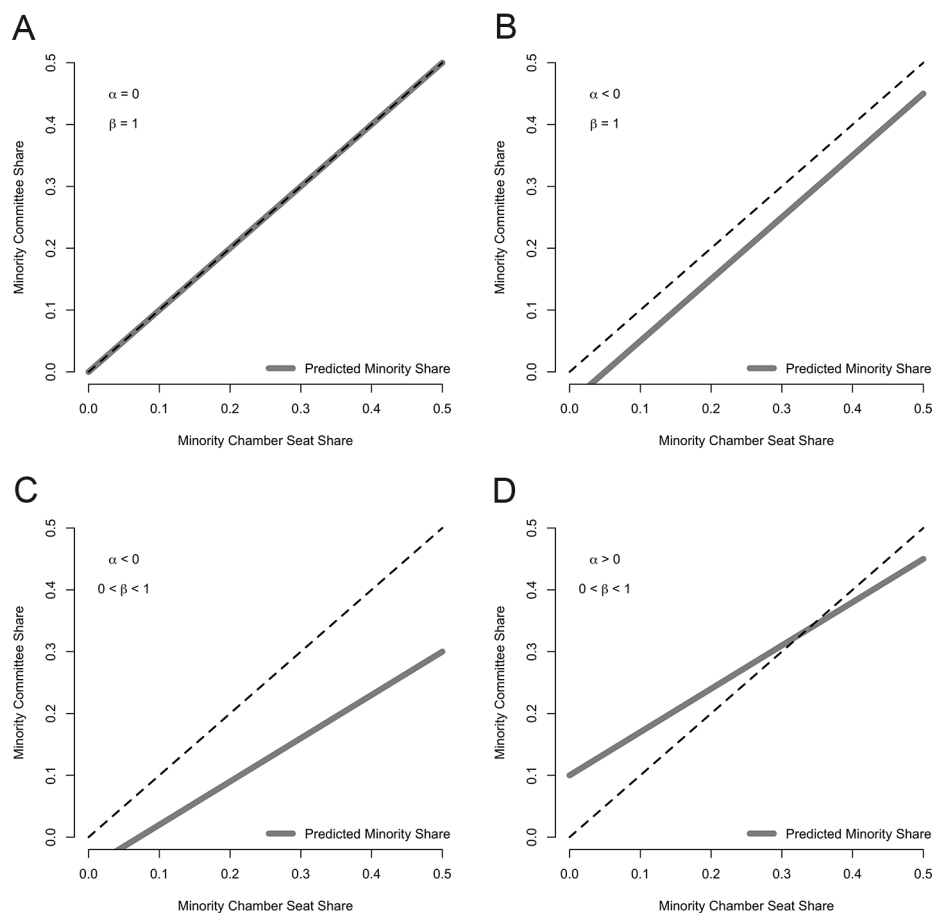 A
0.5
0.4
0.3
0.2
0.1
0.0
Minority Committee Share
α = 0
β = 1
Predicted Minority Share
0.0 0.1 0.2 0.3 0.4 0.5
Minority Chamber Seat Share
B
0.5
0.4
0.3
0.2
0.1
0.0
Minority Committee Share
α < 0
β = 1
Predicted Minority Share
0.0 0.1 0.2 0.3 0.4 0.5
Minority Chamber Seat Share
C
0.5
0.4
0.3
0.2
0.1
0.0
Minority Committee Share
α < 0
0 < β < 1
Predicted Minority Share
0.0 0.1 0.2 0.3 0.4 0.5
Minority Chamber Seat Share
D
0.5
0.4
0.3
0.2
0.1
0.0
Minority Committee Share
α > 0
0 < β < 1
Predicted Minority Share
0.0 0.1 0.2 0.3 0.4 0.5
Minority Chamber Seat Share